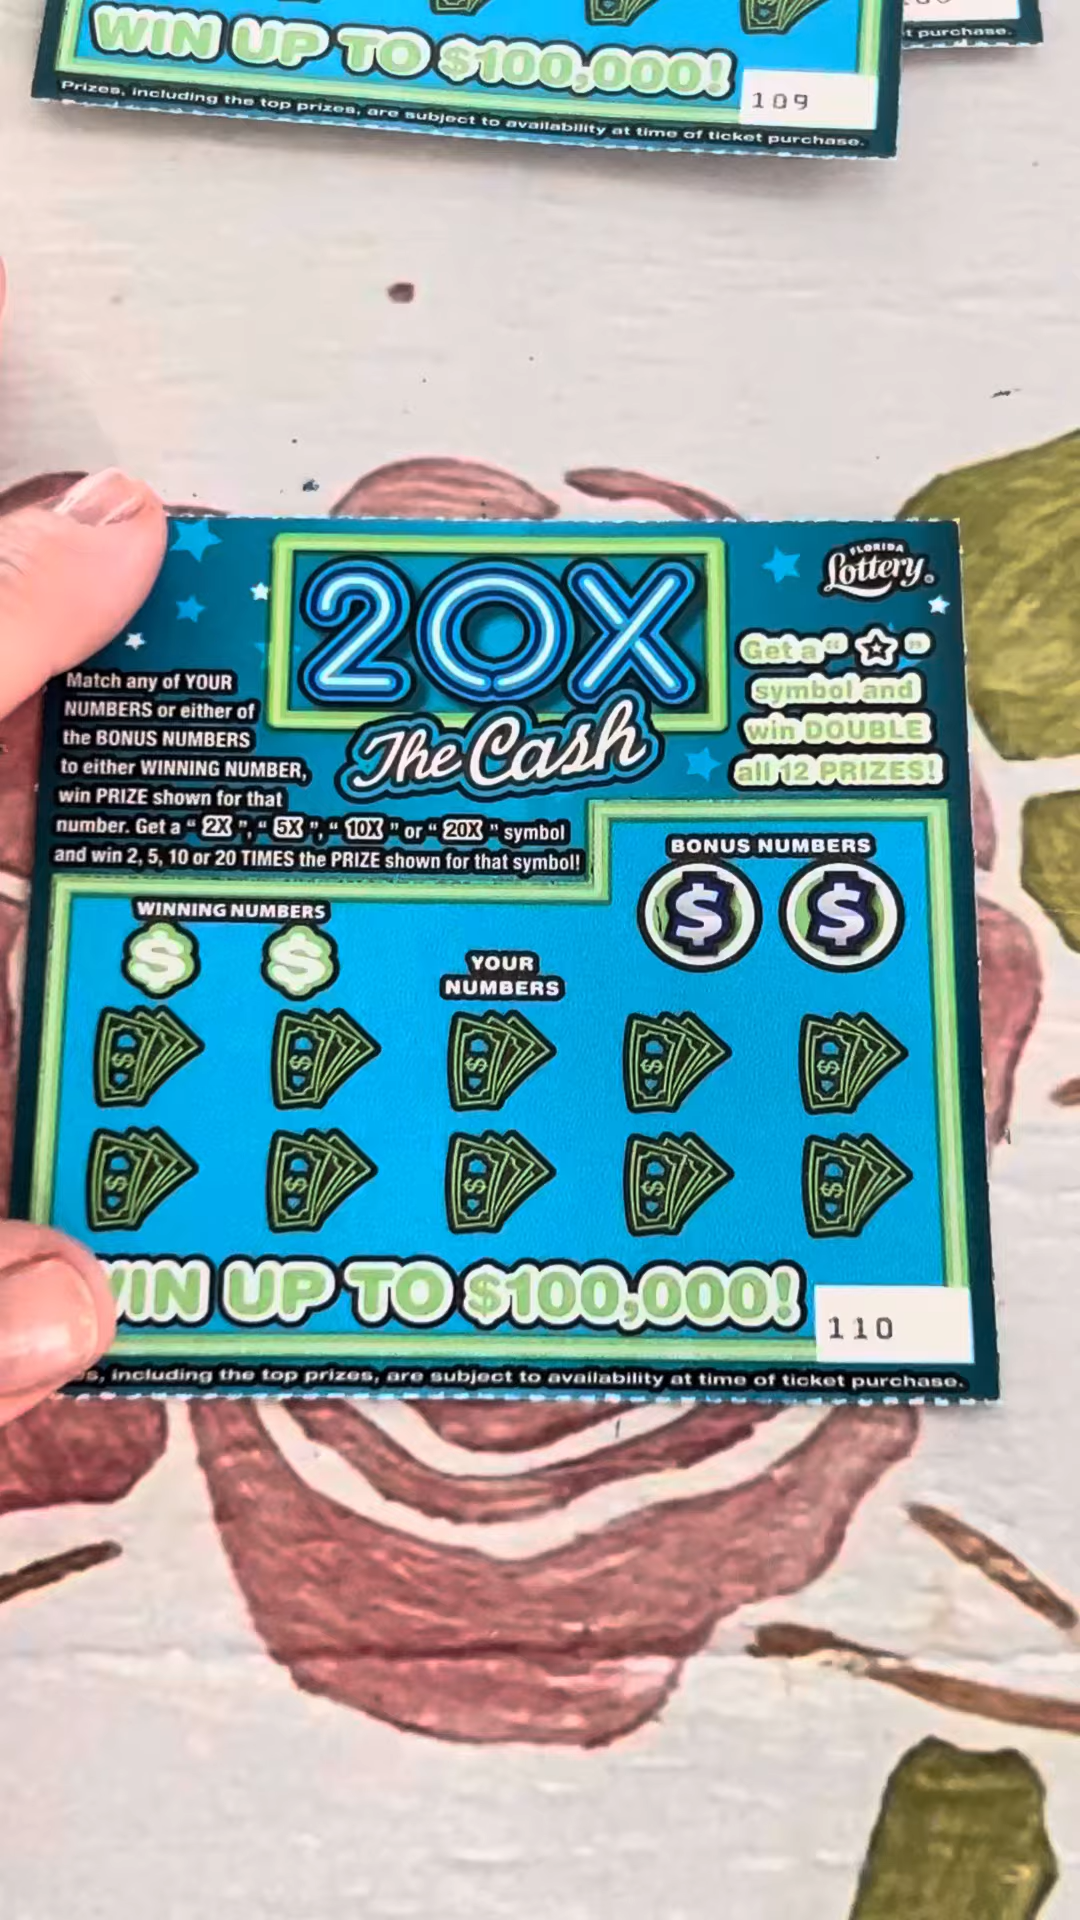 WIN UP TO $100,000!
109
t purchase.
Prizes, including the top prizes, are subject to availability at time of ticket purchase.
20X
The Cash
FLORIDA
Lottery®
Get a "☆"
symbol and
win DOUBLE
all 12 PRIZES!
Match any of YOUR
NUMBERS or either of
the BONUS NUMBERS
to either WINNING NUMBER,
win PRIZE shown for that
number. Get a "2X", "5X", "10X" or "20X" symbol
and win 2, 5, 10 or 20 TIMES the PRIZE shown for that symbol!
BONUS NUMBERS
$ $
WINNING NUMBERS
$ $
YOUR
NUMBERS
WIN UP TO $100,000!
110
s, including the top prizes, are subject to availability at time of ticket purchase.